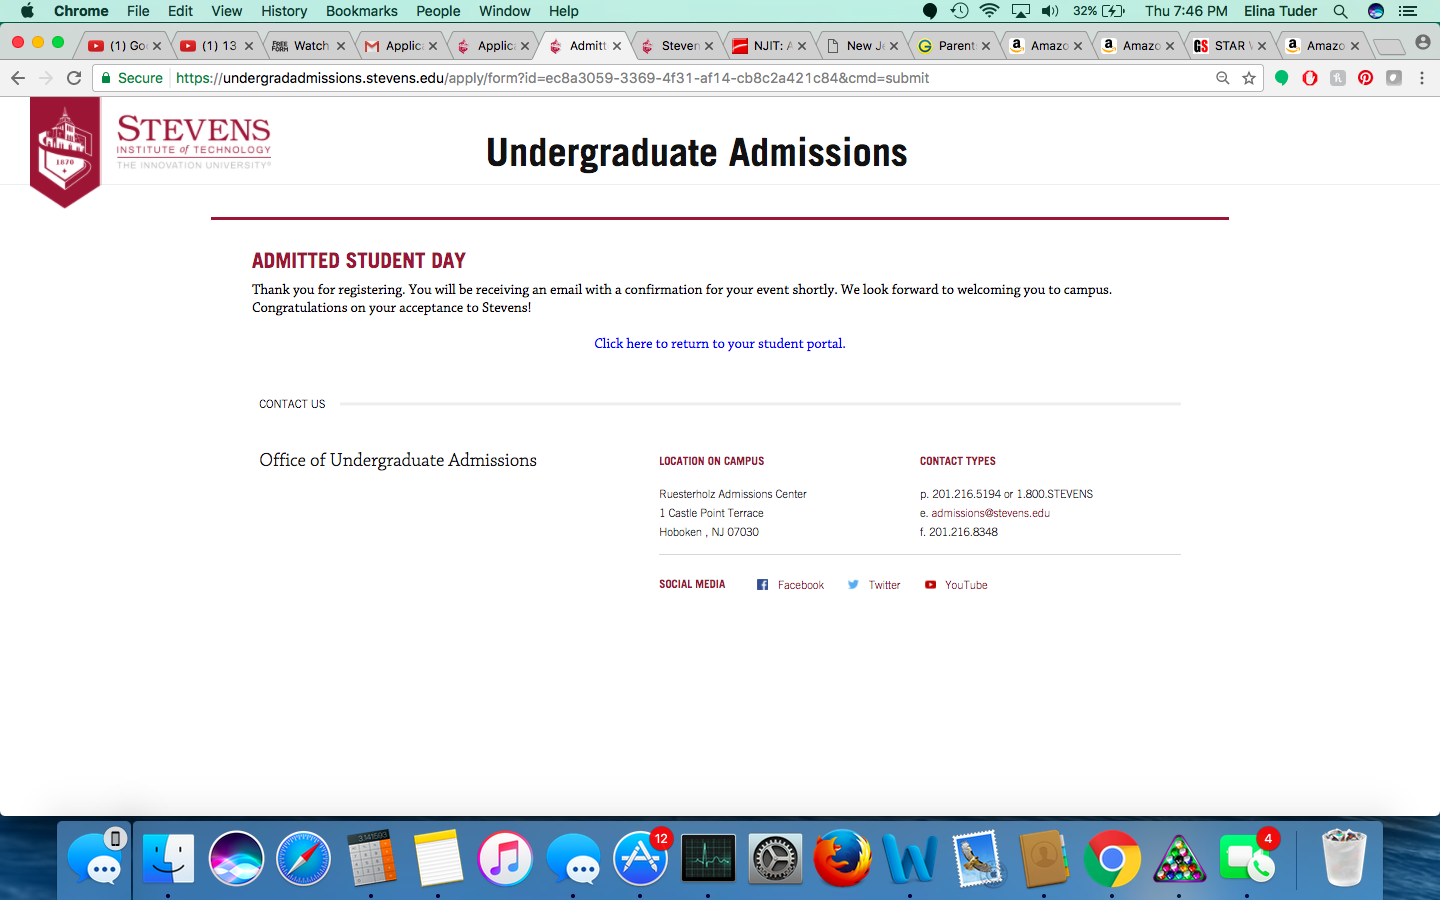 Chrome File Edit View History Bookmarks People Window Help 32% Thu 7:46 PM Elina Tuder
(1) Go (1) 13 FREE FORM Watch Applica Applica Admitt Steven NJIT: A New Je Parent Amazo Amazo GS STAR W Amazo
Secure https://undergradadmissions.stevens.edu/apply/form?id=ec8a3059-3369-4f31-af14-cb8c2a421c84&cmd=submit
STEVENS
INSTITUTE of TECHNOLOGY
THE INNOVATION UNIVERSITY®
1870
Undergraduate Admissions
ADMITTED STUDENT DAY
Thank you for registering. You will be receiving an email with a confirmation for your event shortly. We look forward to welcoming you to campus.
Congratulations on your acceptance to Stevens!
Click here to return to your student portal.
CONTACT US
Office of Undergraduate Admissions
LOCATION ON CAMPUS
Ruesterholz Admissions Center
1 Castle Point Terrace
Hoboken , NJ 07030
CONTACT TYPES
p. 201.216.5194 or 1.800.STEVENS
e. admissions@stevens.edu
f. 201.216.8348
SOCIAL MEDIA Facebook Twitter YouTube
12
4